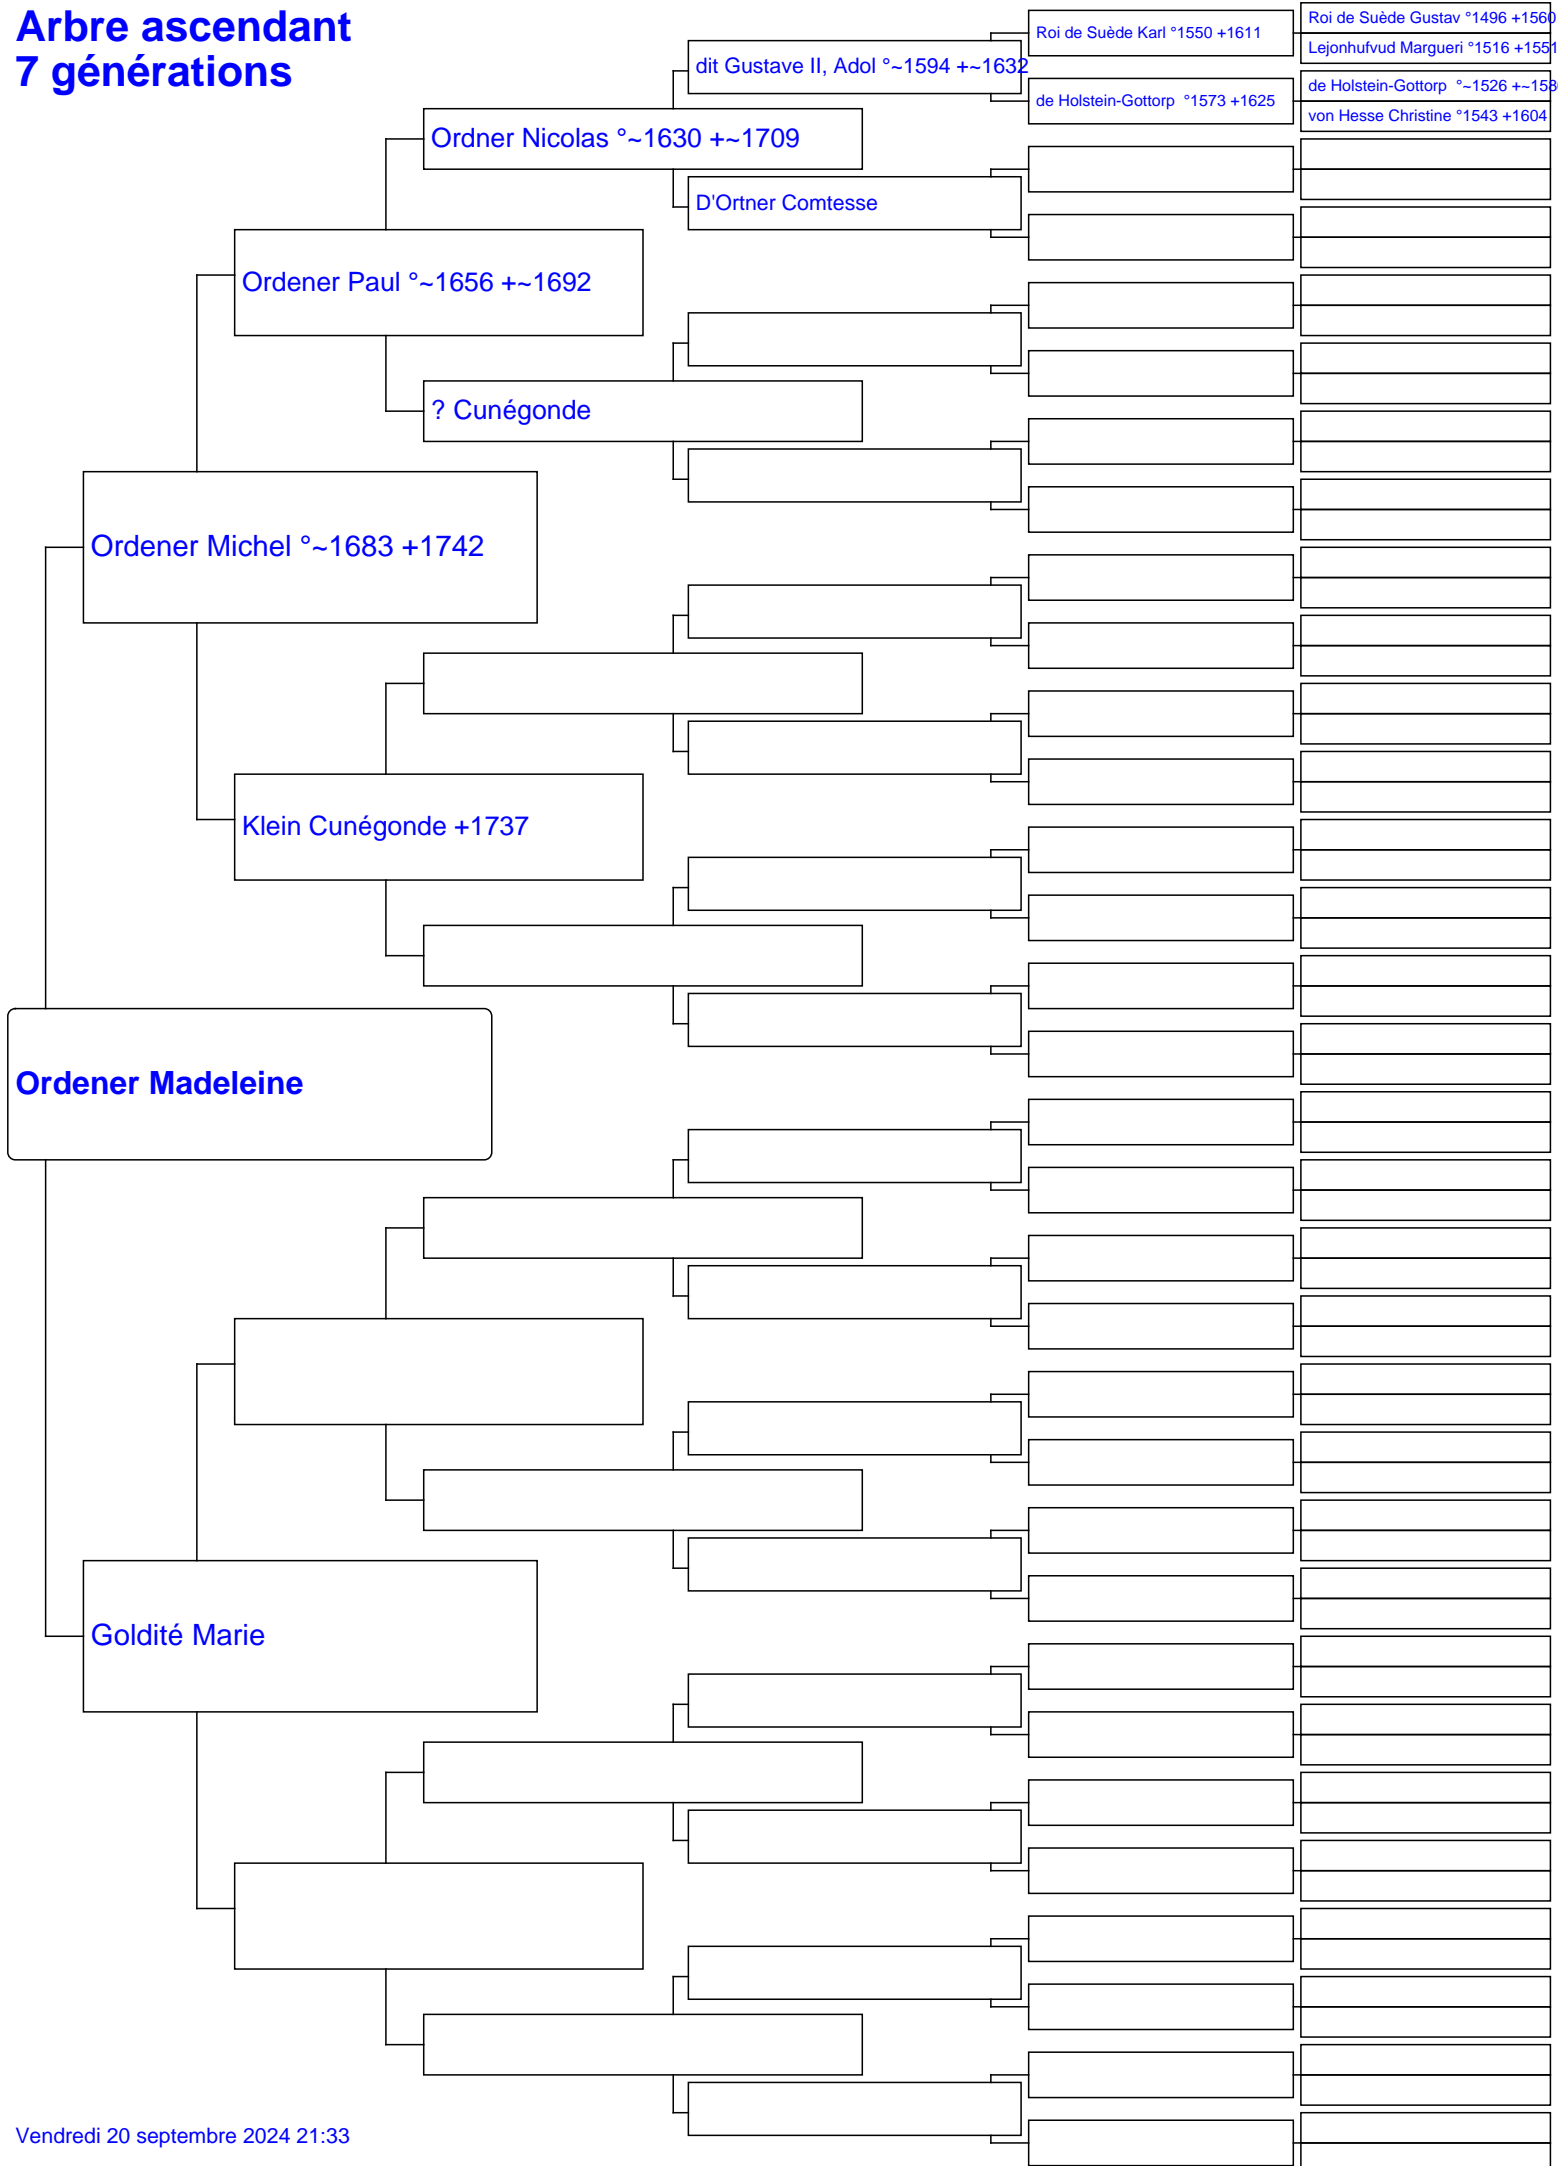 Arbre ascendant
7 générations
Roi de Suède Gustav °1496 +1560
Roi de Suède Karl °1550 +1611
Lejonhufvud Margueri °1516 +1551
dit Gustave II, Adol °~1594 +~1632
de Holstein-Gottorp °~1526 +~158
de Holstein-Gottorp °1573 +1625
von Hesse Christine °1543 +1604
Ordner Nicolas °~1630 +~1709
D'Ortner Comtesse
Ordener Paul °~1656 +~1692
? Cunégonde
Ordener Michel °~1683 +1742
Klein Cunégonde +1737
Ordener Madeleine
Goldité Marie
Vendredi 20 septembre 2024 21:33